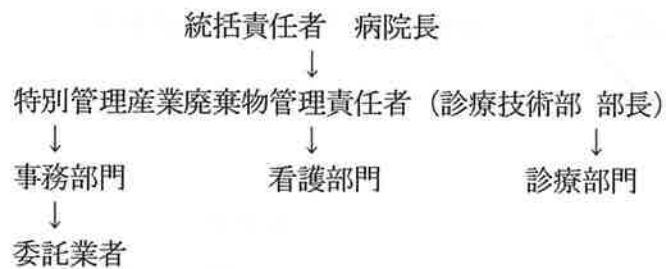 統括責任者　病院長
↓
特別管理産業廃棄物管理責任者（診療技術部 部長）
↓ ↓ ↓
事務部門　看護部門　診療部門
↓
委託業者